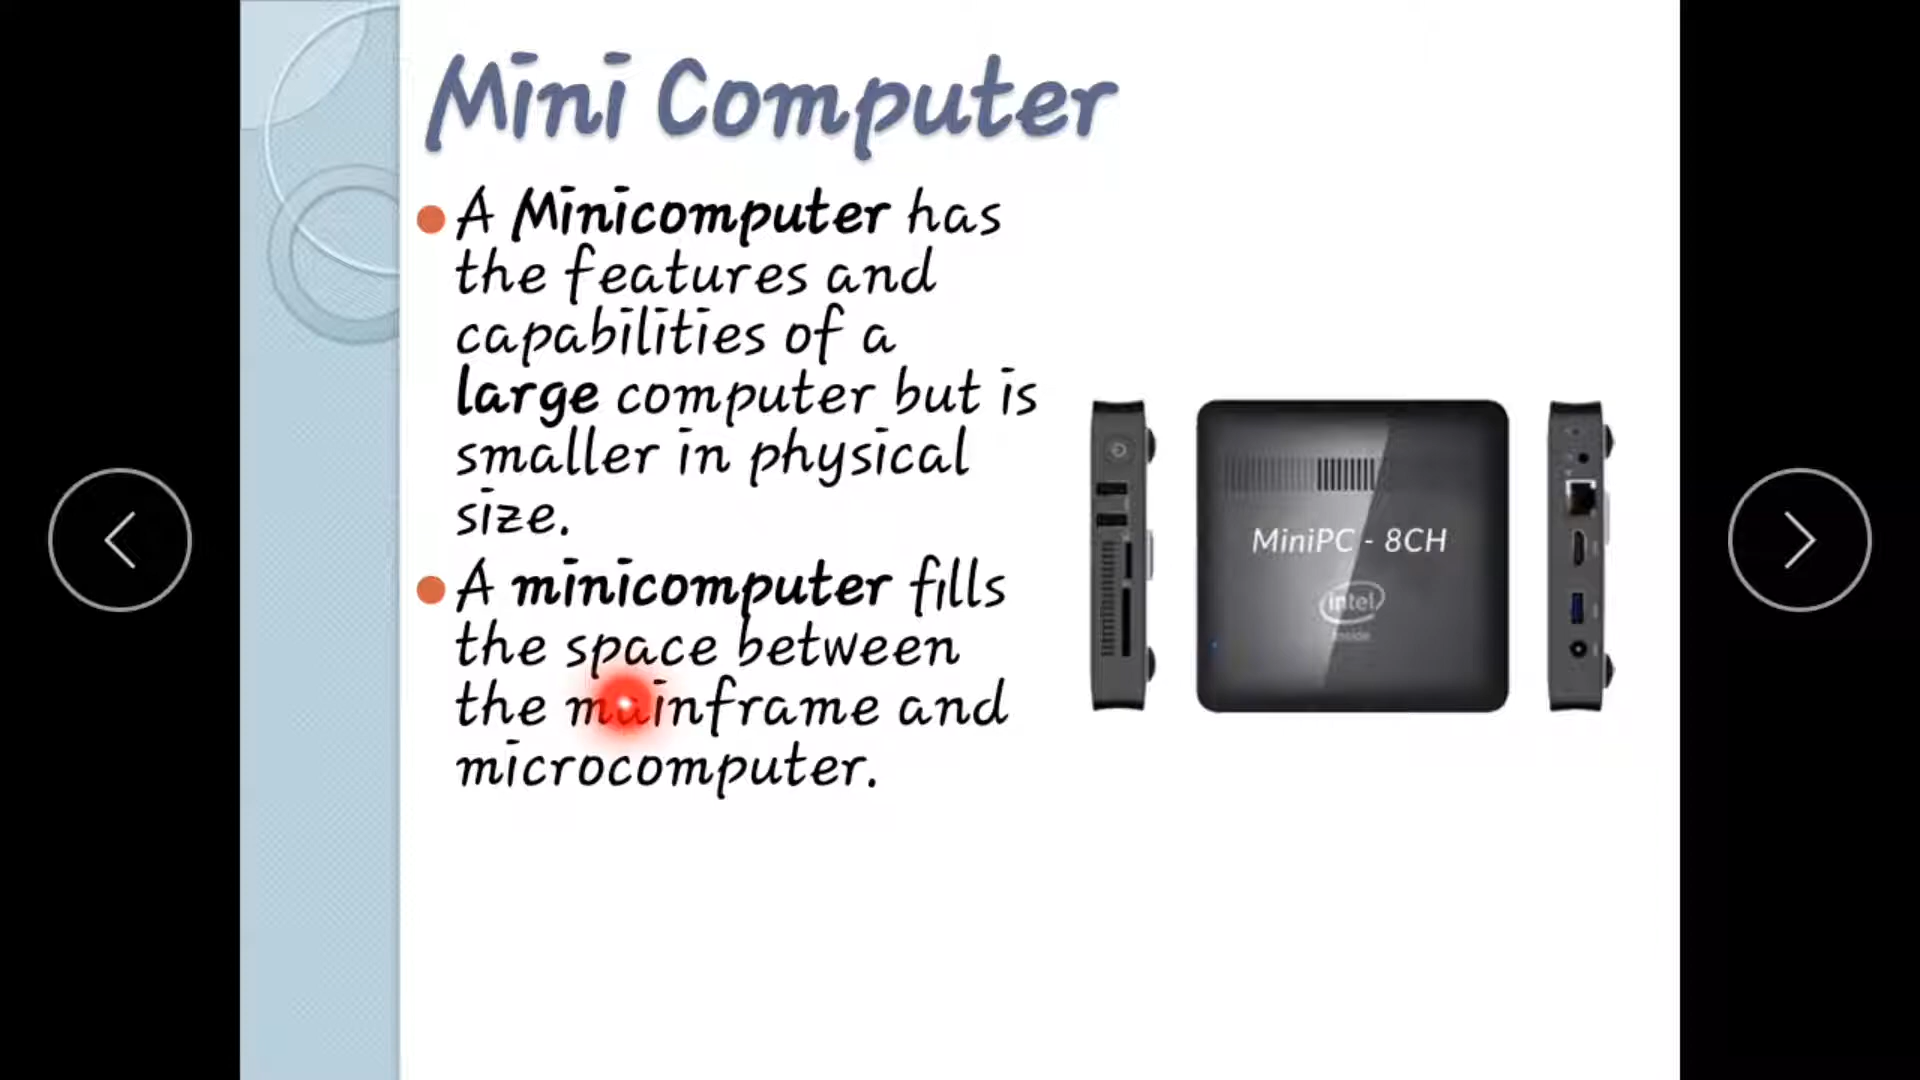 Mini Computer
A Minicomputer has
the features and
capabilities of a
large computer but is
smaller in physical
size.
A minicomputer fills
the space between
the mainframe and
microcomputer.
MiniPC - 8CH
intel
inside